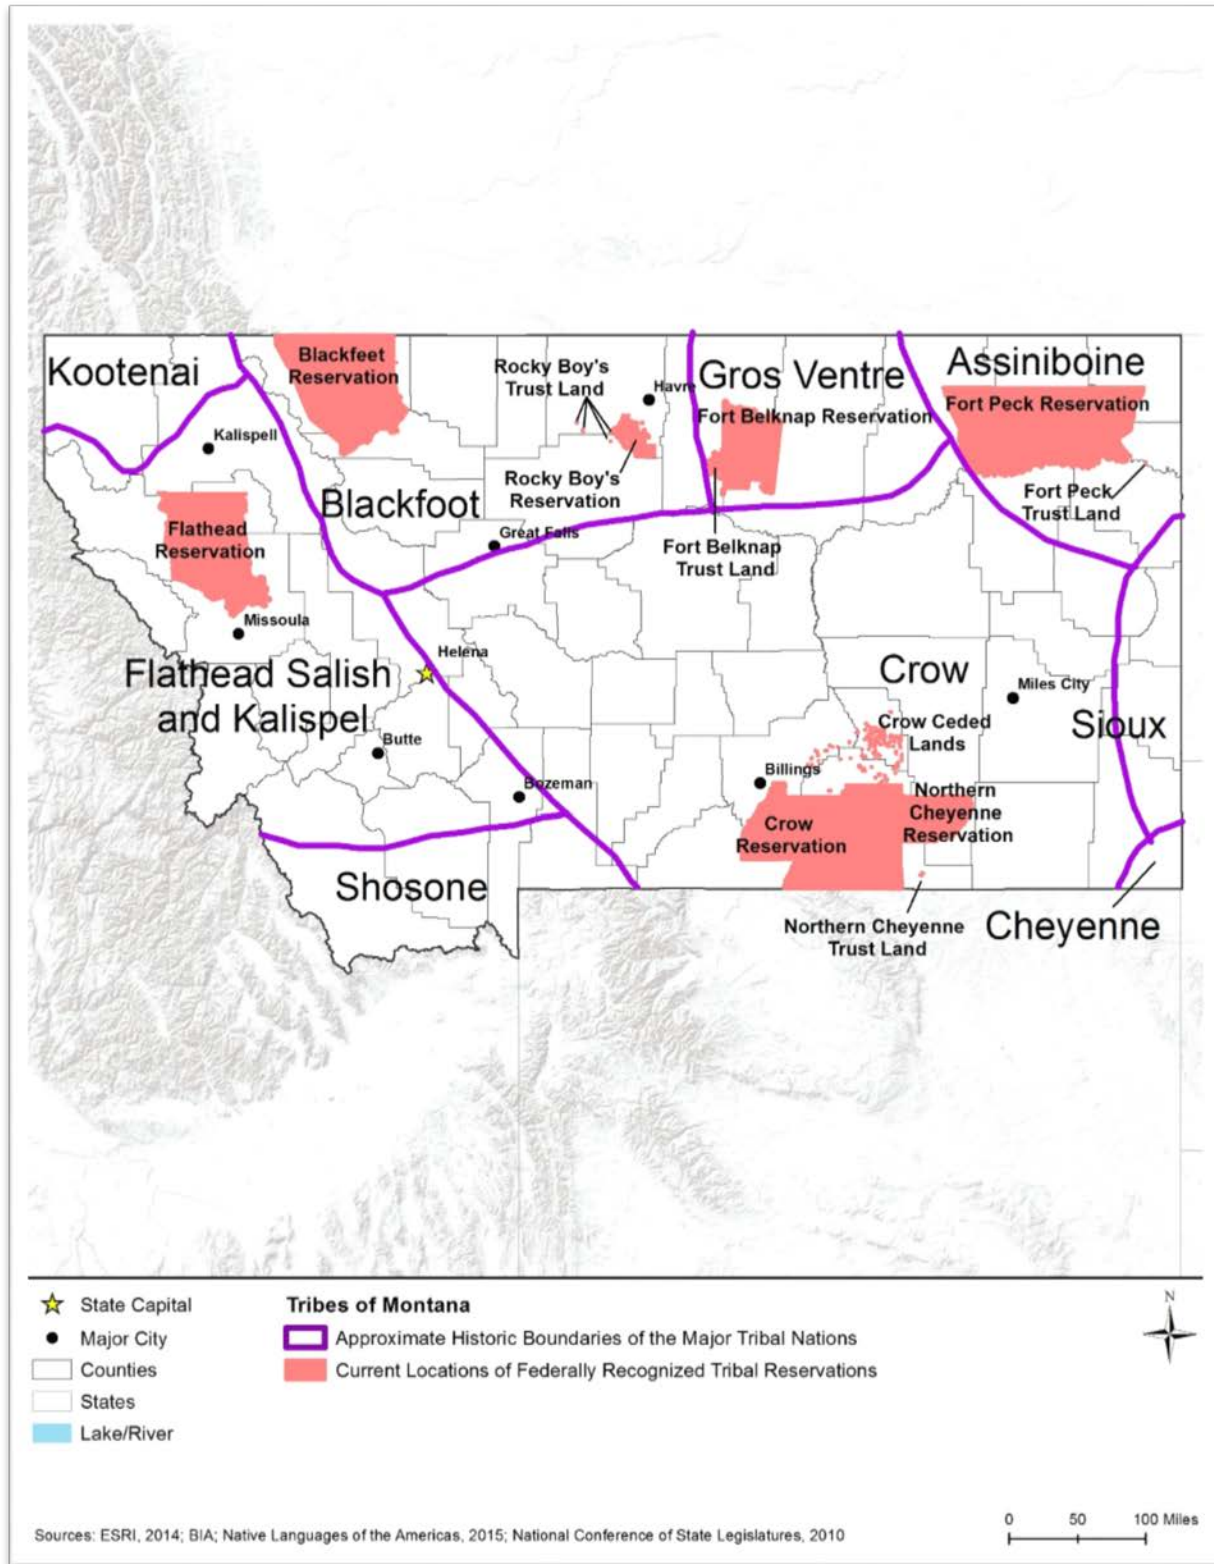 Kootenai
Blackfeet
Reservation
Rocky Boy's
Trust Land
Havre
Gros Ventre
Assiniboine
Fort Belknap Reservation
Fort Peck Reservation
Kalispell
Rocky Boy's
Reservation
Blackfoot
Great Falls
Fort Peck
Trust Land
Flathead
Reservation
Fort Belknap
Trust Land
Missoula
Helena
Flathead Salish
and Kalispel
Crow
Miles City
Sioux
Butte
Crow Ceded
Lands
Billings
Bozeman
Northern
Cheyenne
Reservation
Crow
Reservation
Shosone
Northern Cheyenne
Trust Land
Cheyenne
State Capital
Major City
Counties
States
Lake/River
Tribes of Montana
Approximate Historic Boundaries of the Major Tribal Nations
Current Locations of Federally Recognized Tribal Reservations
N
0 50 100 Miles
Sources: ESRI, 2014; BIA; Native Languages of the Americas, 2015; National Conference of State Legislatures, 2010